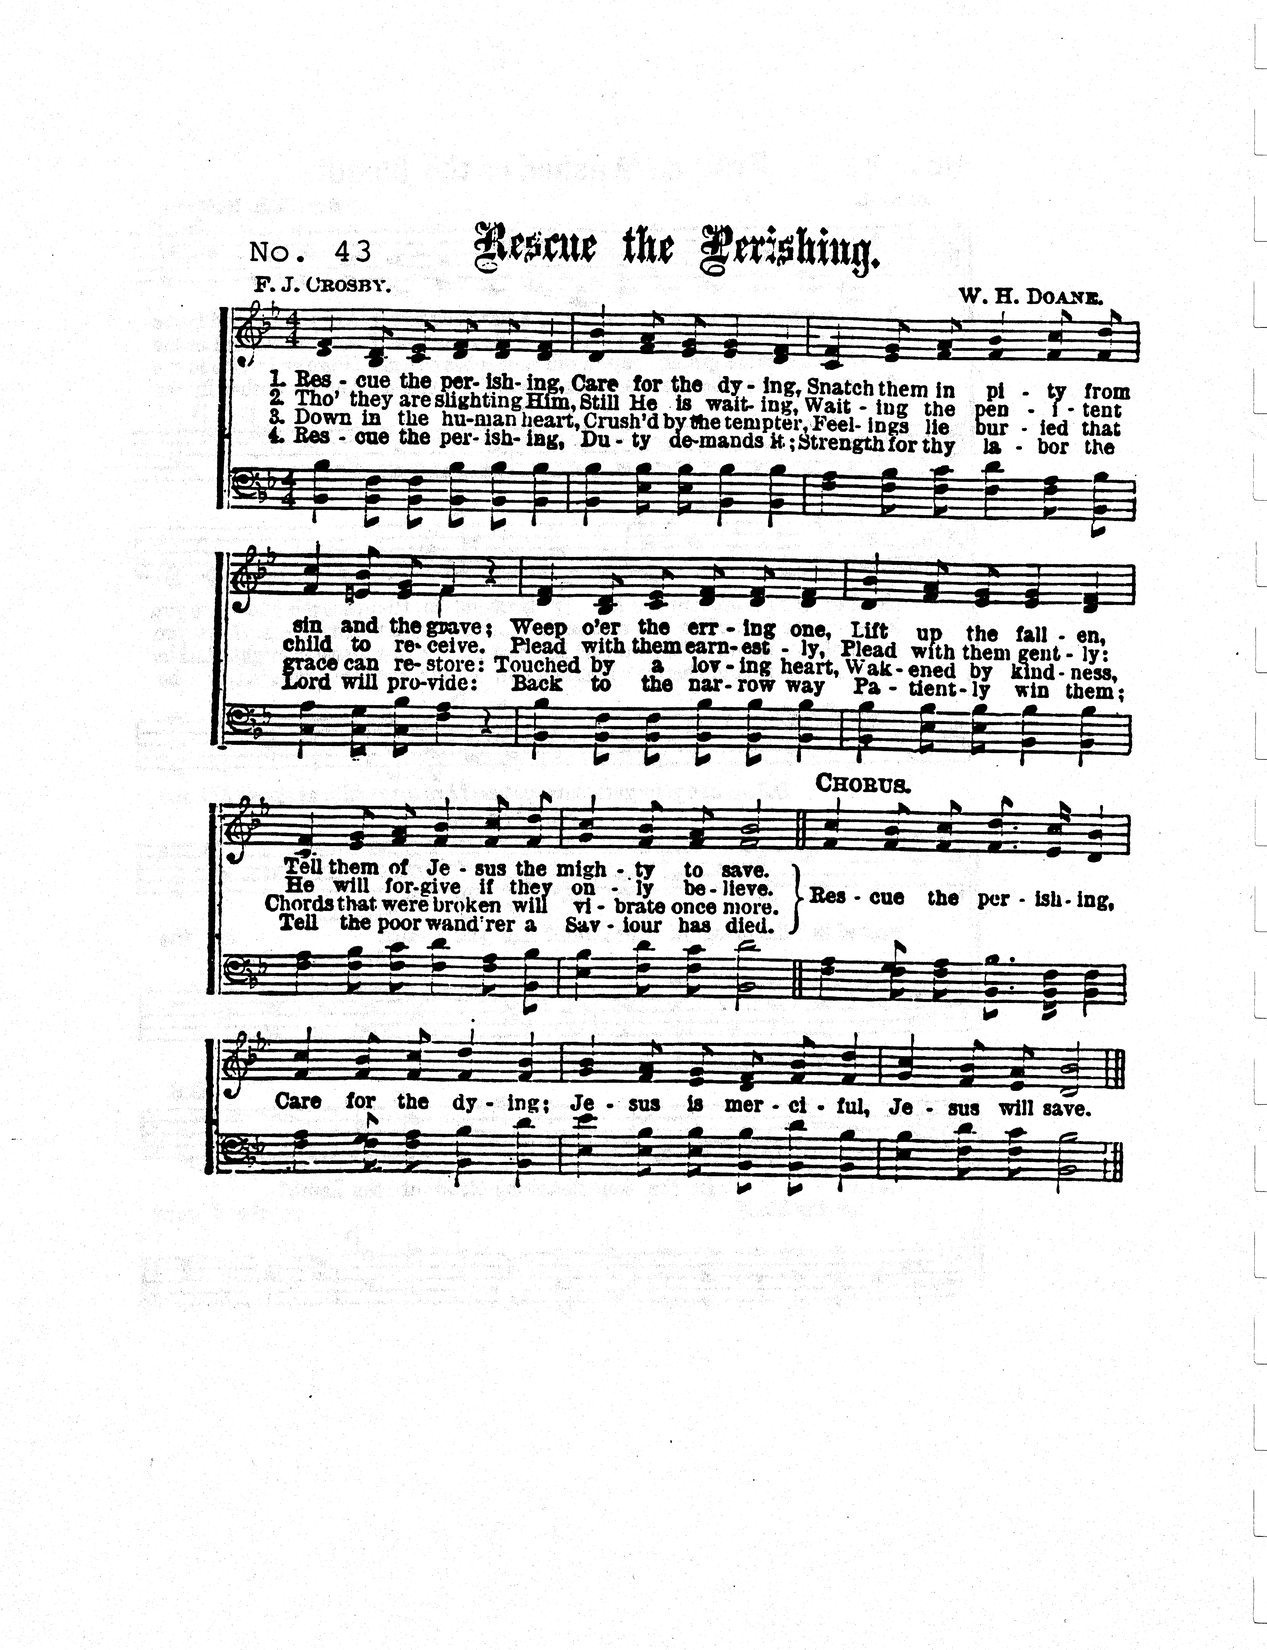 No. 43
Rescue the Perishing.
F. J. CROSBY.
W. H. DOANE.
1. Res - cue the per- ish- ing, Care for the dy - ing, Snatch them in pi - ty from
2. Tho' they are slighting Him, Still He is wait- ing, Wait - ing the pen - i - tent
3. Down in the hu-man heart, Crush'd by the tempter, Feel- ings lie bur - ied that
4. Res - cue the per- ish- ing, Du - ty de-mands it; Strength for thy la - bor the
sin and the grave; Weep o'er the err - ing one, Lift up the fall - en,
child to re- ceive. Plead with them earn- est - ly, Plead with them gent - ly:
grace can re- store: Touched by a lov - ing heart, Wak - ened by kind - ness,
Lord will pro-vide: Back to the nar- row way Pa - tient- ly win them;
CHORUS.
Tell them of Je - sus the migh - ty to save.
He will for-give if they on - ly be - lieve.
Chords that were broken will vi - brate once more.
Tell the poor wand'rer a Sav - iour has died.
Res - cue the per - ish- ing,
Care for the dy - ing; Je - sus is mer - ci - ful, Je - sus will save.